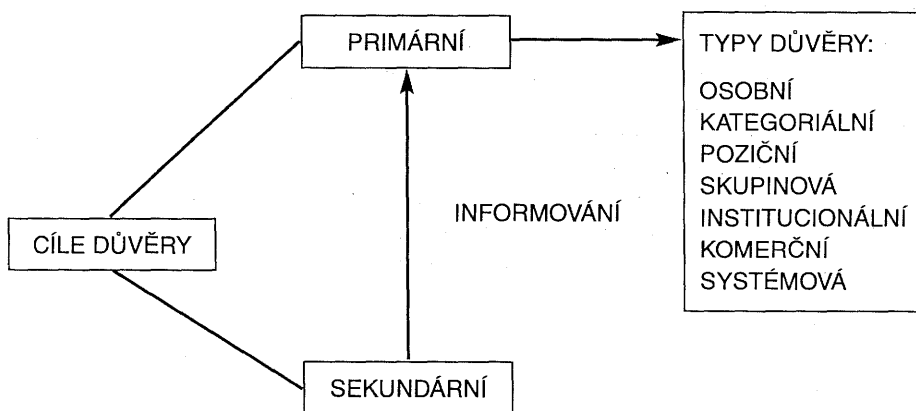 PRIMÁRNÍ
TYPY DŮVĚRY:
OSOBNÍ
KATEGORIÁLNÍ
POZIČNÍ
SKUPINOVÁ
INSTITUCIONÁLNÍ
KOMERČNÍ
SYSTÉMOVÁ
INFORMOVÁNÍ
CÍLE DŮVĚRY
SEKUNDÁRNÍ